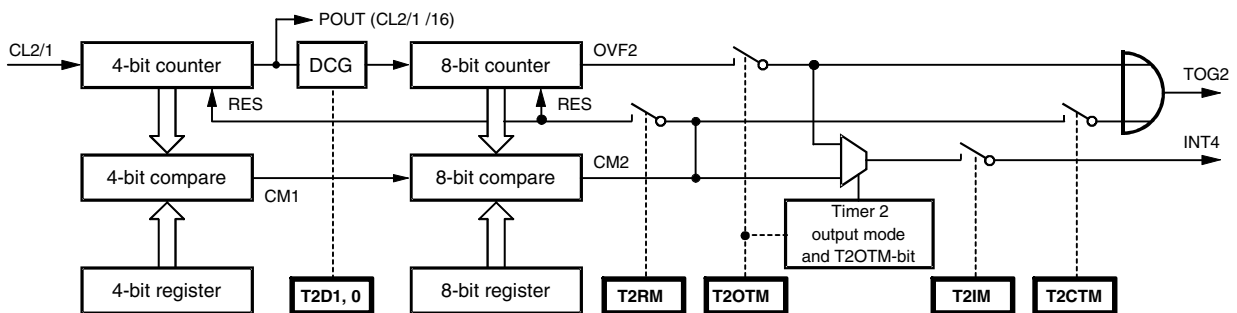 POUT (CL2/1 /16)
CL2/1
4-bit counter
DCG
8-bit counter
OVF2
TOG2
RES
RES
INT4
4-bit compare
CM1
8-bit compare
CM2
Timer 2
output mode
and T2OTM-bit
4-bit register
T2D1, 0
8-bit register
T2RM
T2OTM
T2IM
T2CTM